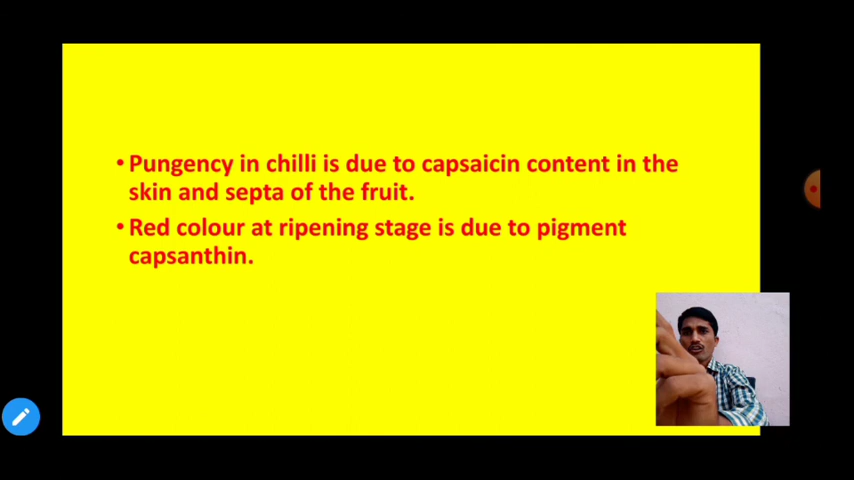 • Pungency in chilli is due to capsaicin content in the
skin and septa of the fruit.
• Red colour at ripening stage is due to pigment
capsanthin.